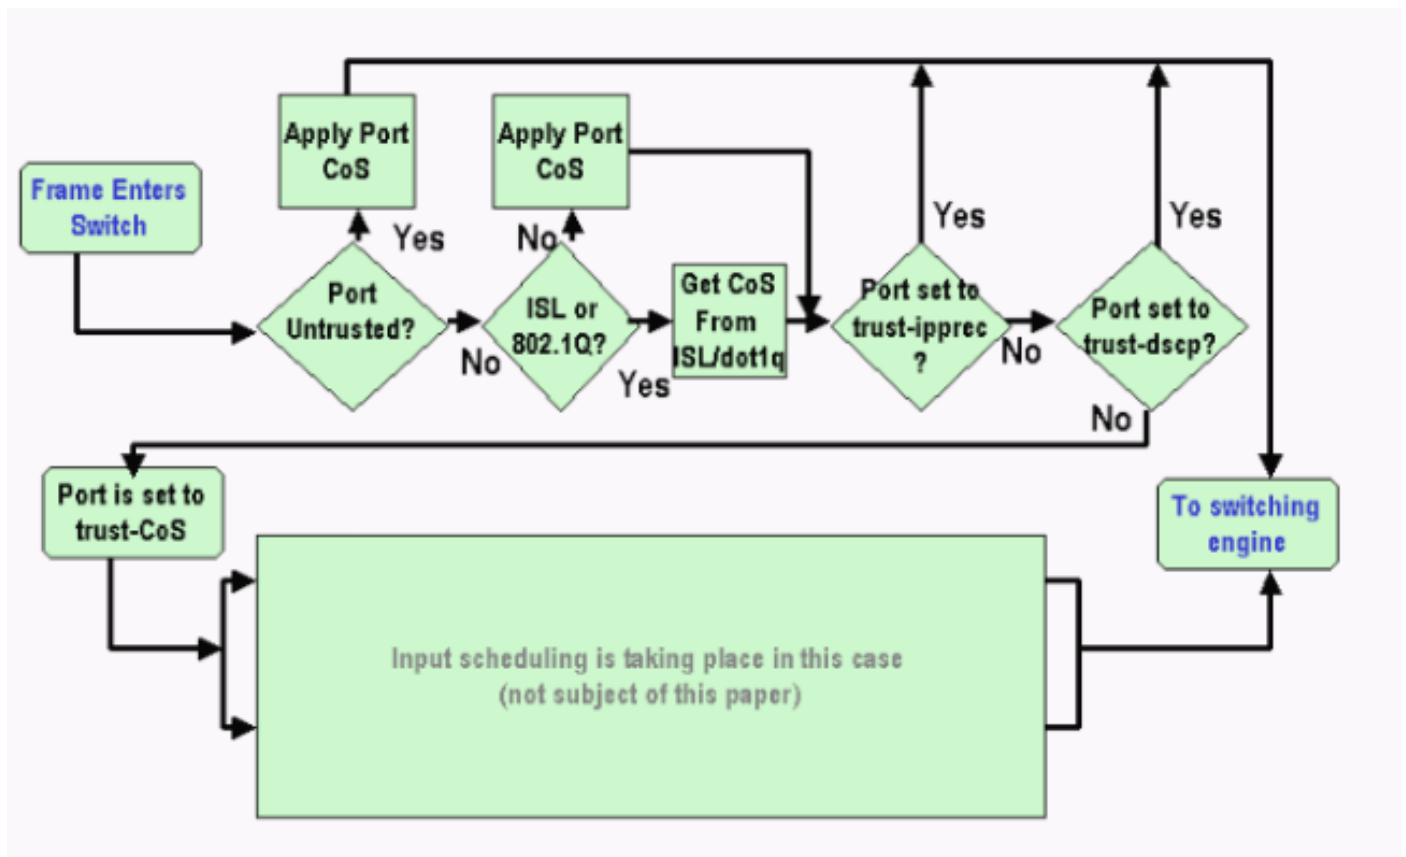 Frame Enters
Switch
Apply Port
CoS
Yes
Port
Untrusted?
No
Apply Port
CoS
No
ISL or
802.1Q?
Yes
Get CoS
From
ISL/dot1q
Yes
Port set to
trust-ipprec
?
No
Yes
Port set to
trust-dscp?
No
Port is set to
trust-CoS
Input scheduling is taking place in this case
(not subject of this paper)
To switching
engine